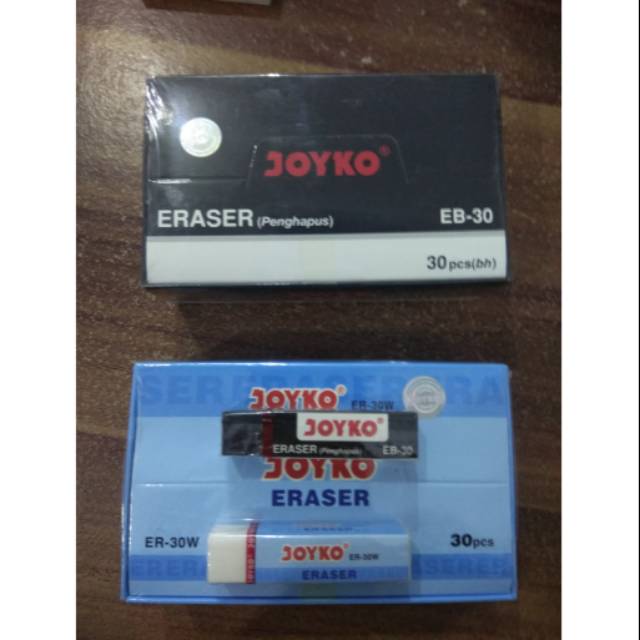 JOYKO®
ERASER (Penghapus) EB-30
30 pcs(bh)
SERERASERERA
JOYKO® ER-30W
JOYKO®
ERASER (Penghapus) EB-30
JOYKO
ERASER
ER-30W 30pcs
JOYKO® ER-30W
ERASER